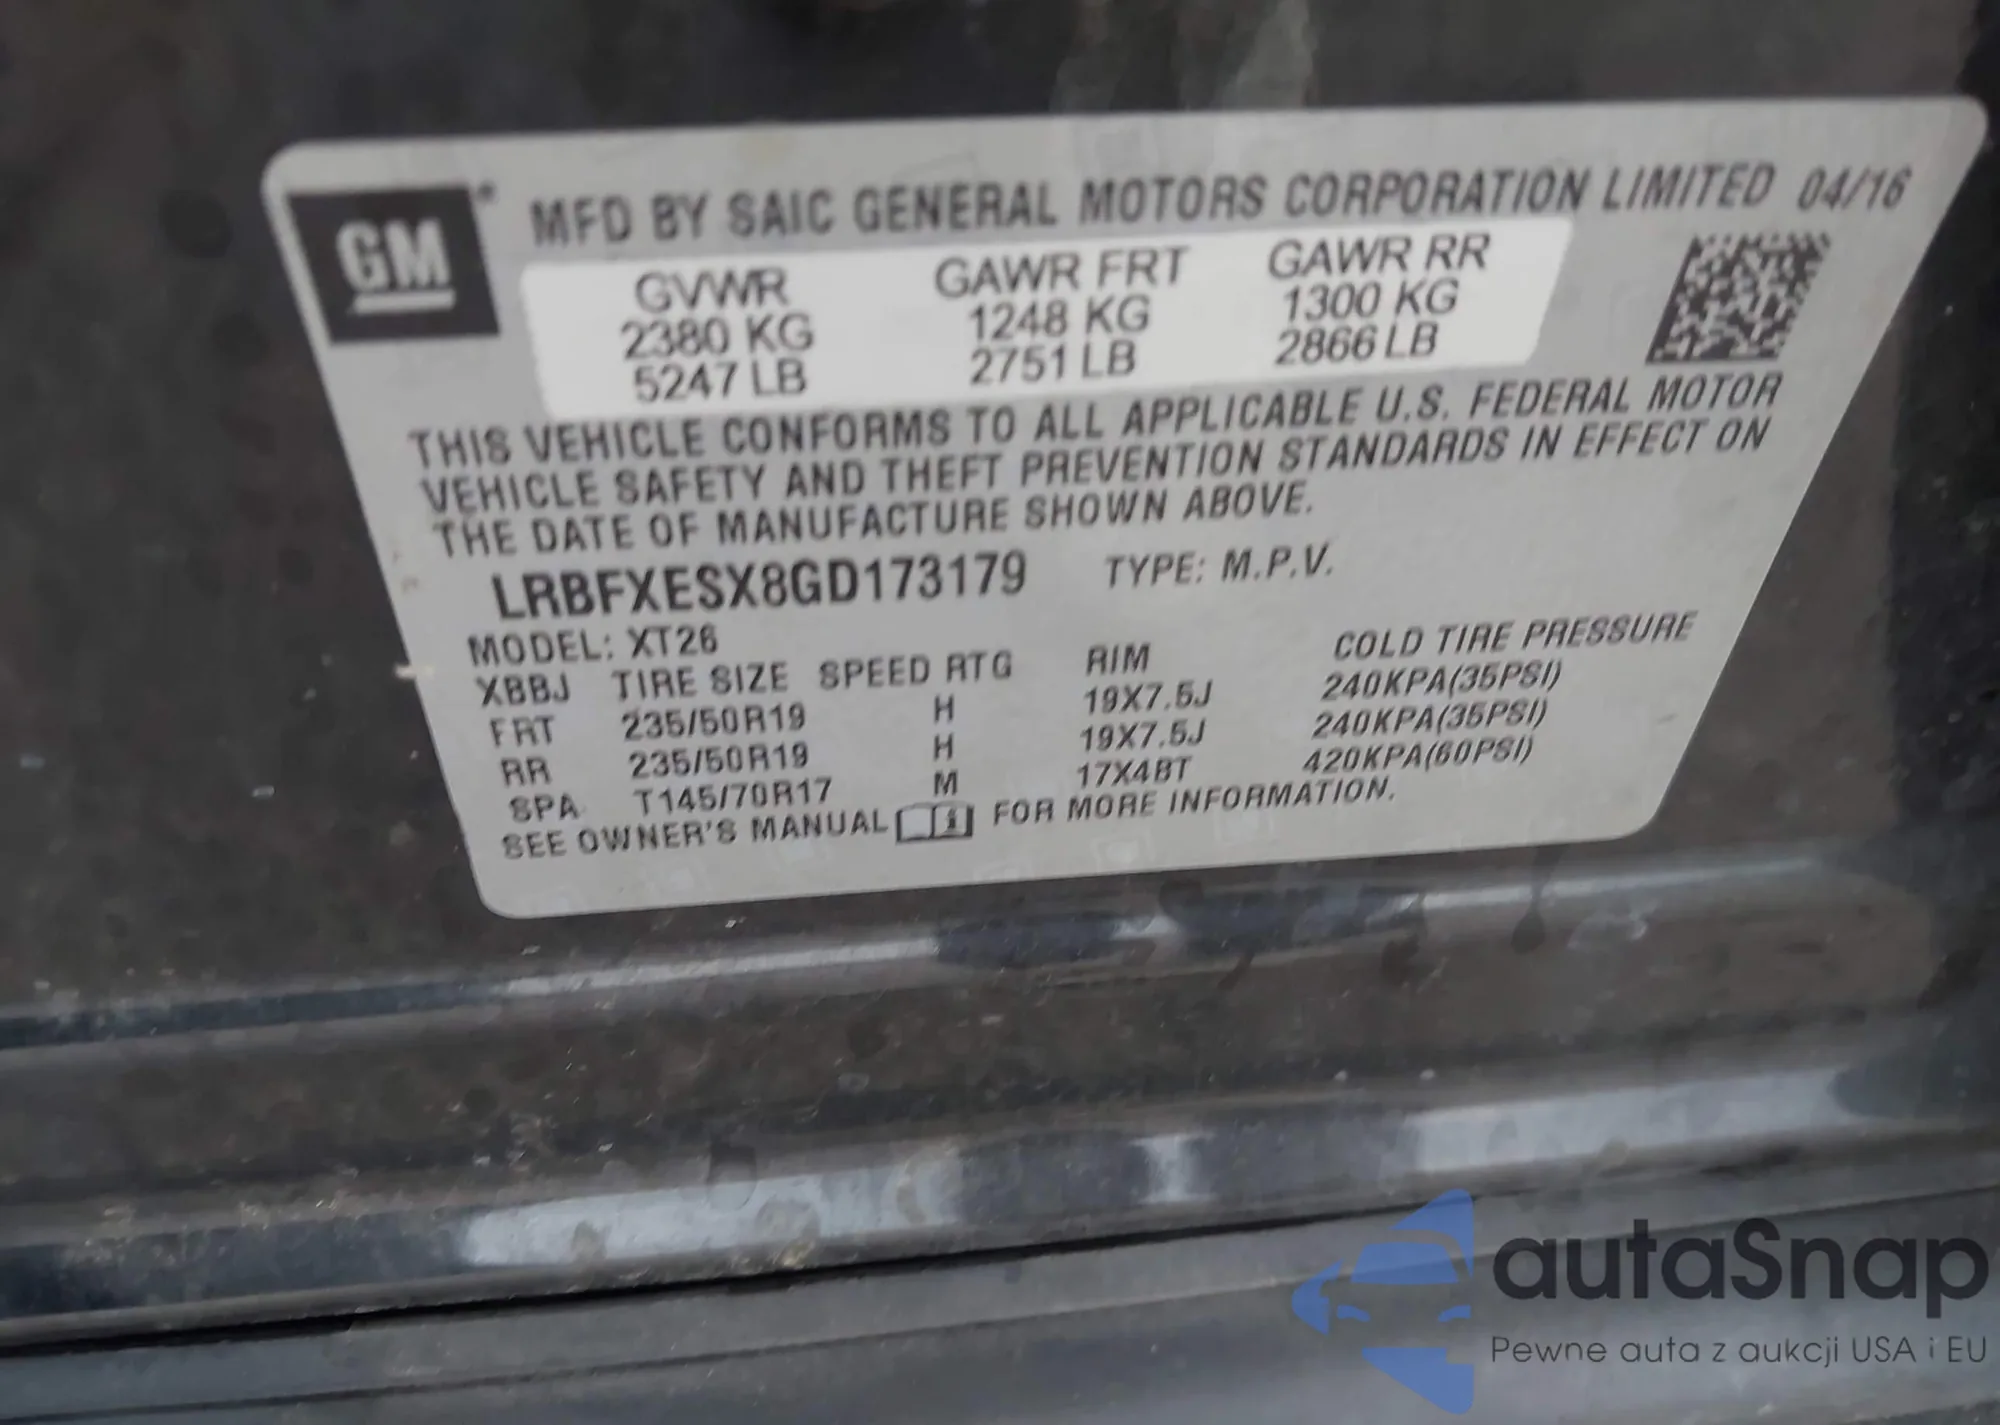 GM
MFD BY SAIC GENERAL MOTORS CORPORATION LIMITED 04/16
GVWR GAWR FRT GAWR RR
2380 KG 1248 KG 1300 KG
5247 LB 2751 LB 2866 LB
THIS VEHICLE CONFORMS TO ALL APPLICABLE U.S. FEDERAL MOTOR
VEHICLE SAFETY AND THEFT PREVENTION STANDARDS IN EFFECT ON
THE DATE OF MANUFACTURE SHOWN ABOVE.
LRBFXESX8GD173179 TYPE: M.P.V.
MODEL: XT26
XBBJ TIRE SIZE SPEED RTG RIM COLD TIRE PRESSURE
FRT 235/50R19 H 19X7.5J 240KPA(35PSI)
RR 235/50R19 H 19X7.5J 240KPA(35PSI)
SPA T145/70R17 M 17X4BT 420KPA(60PSI)
SEE OWNER'S MANUAL FOR MORE INFORMATION.
autaSnap
Pewne auta z aukcji USA i EU